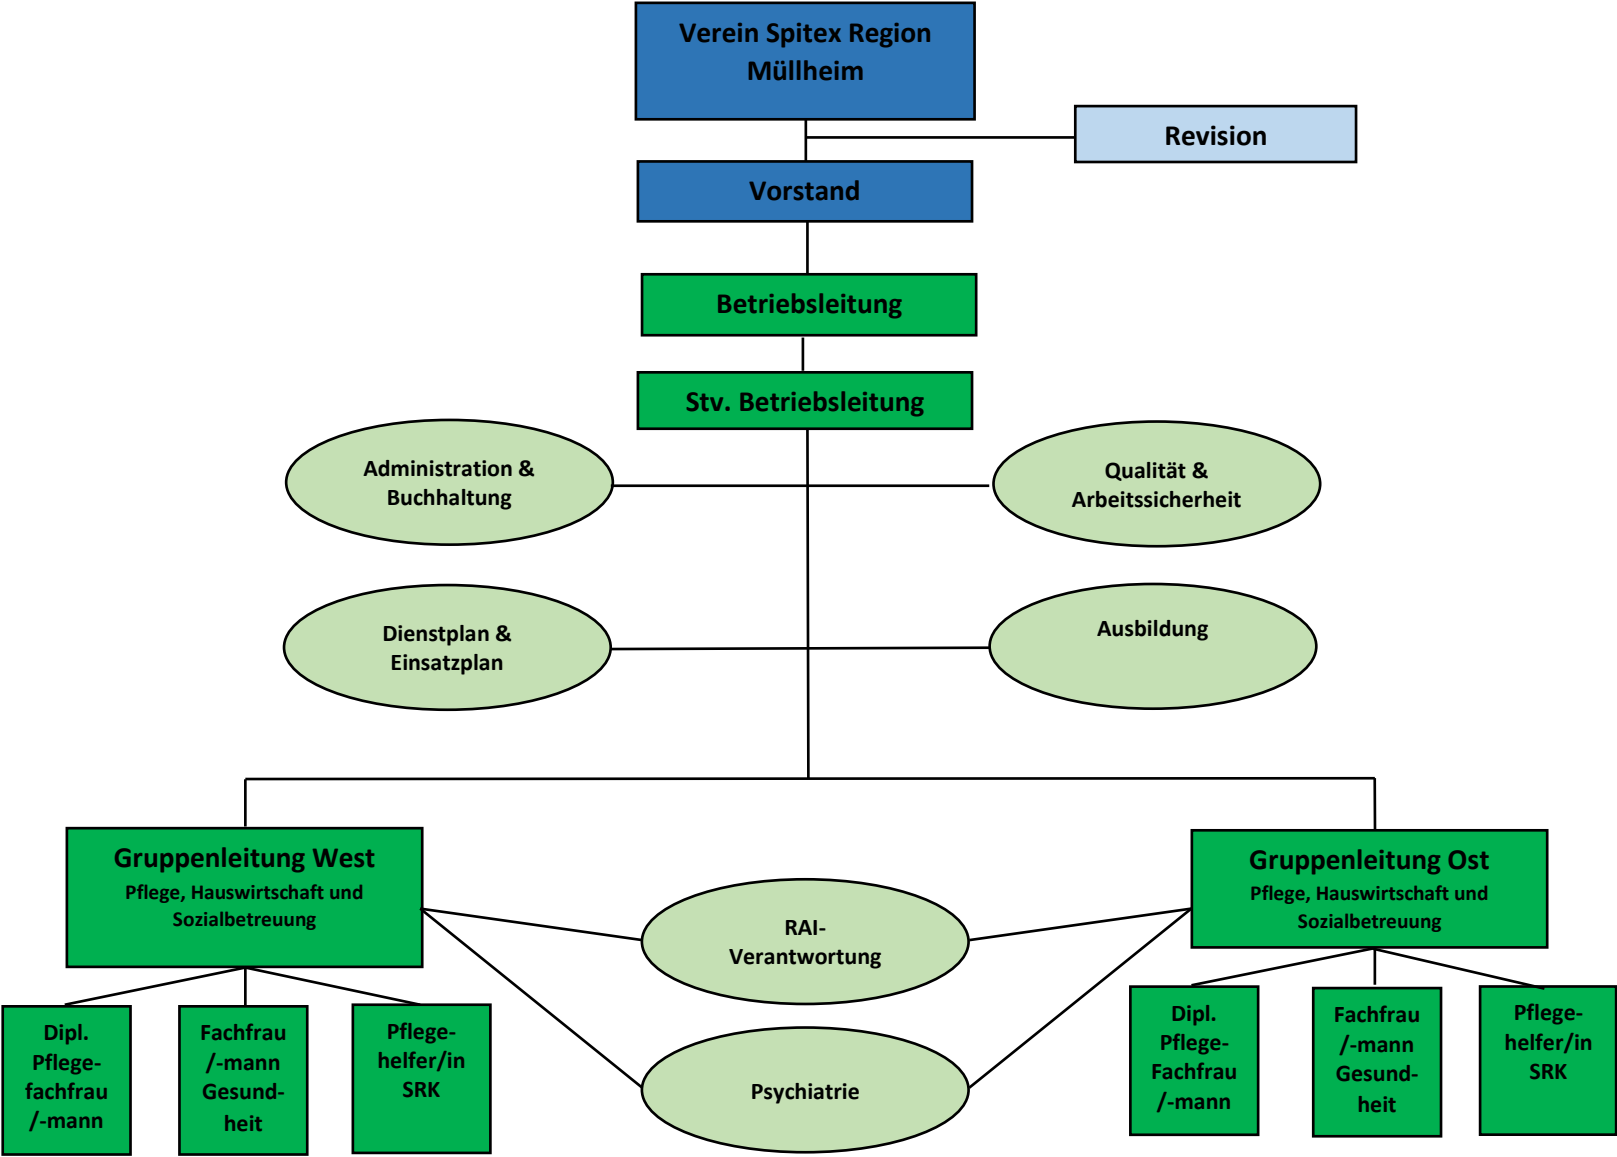 Verein Spitex Region
Müllheim
Revision
Vorstand
Betriebsleitung
Stv. Betriebsleitung
Administration &
Buchhaltung
Qualität &
Arbeitssicherheit
Dienstplan &
Einsatzplan
Ausbildung
Gruppenleitung West
Pflege, Hauswirtschaft und
Sozialbetreuung
Gruppenleitung Ost
Pflege, Hauswirtschaft und
Sozialbetreuung
RAI-
Verantwortung
Psychiatrie
Dipl.
Pflege-
fachfrau
/-mann
Fachfrau
/-mann
Gesund-
heit
Pflege-
helfer/in
SRK
Dipl.
Pflege-
Fachfrau
/-mann
Fachfrau
/-mann
Gesund-
heit
Pflege-
helfer/in
SRK